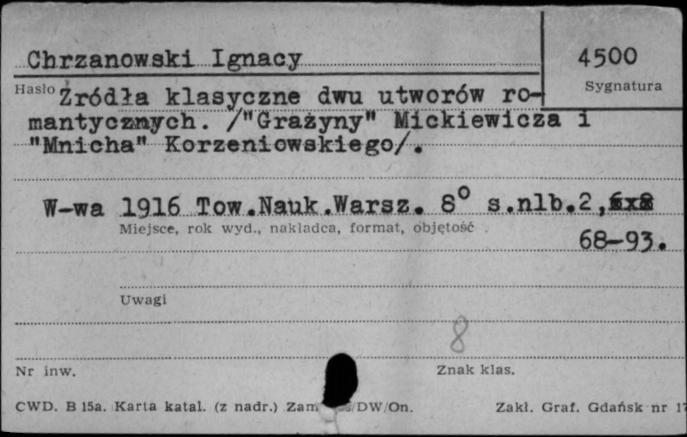 Chrzanowski Ignacy
4500
Hasło
Sygnatura
Źródła klasyczne dwu utworów ro-
mantycznych. /"Grażyny" Mickiewicza i
"Mnicha" Korzeniowskiego/.
W-wa 1916 Tow.Nauk.Warsz. 8° s.nlb.2,
Miejsce, rok wyd., nakładca, format, objętość
68-93.
Uwagi
8
Nr inw.
Znak klas.
CWD. B 15a. Karta katal. (z nadr.) Zam DW/On.
Zakł. Graf. Gdańsk nr